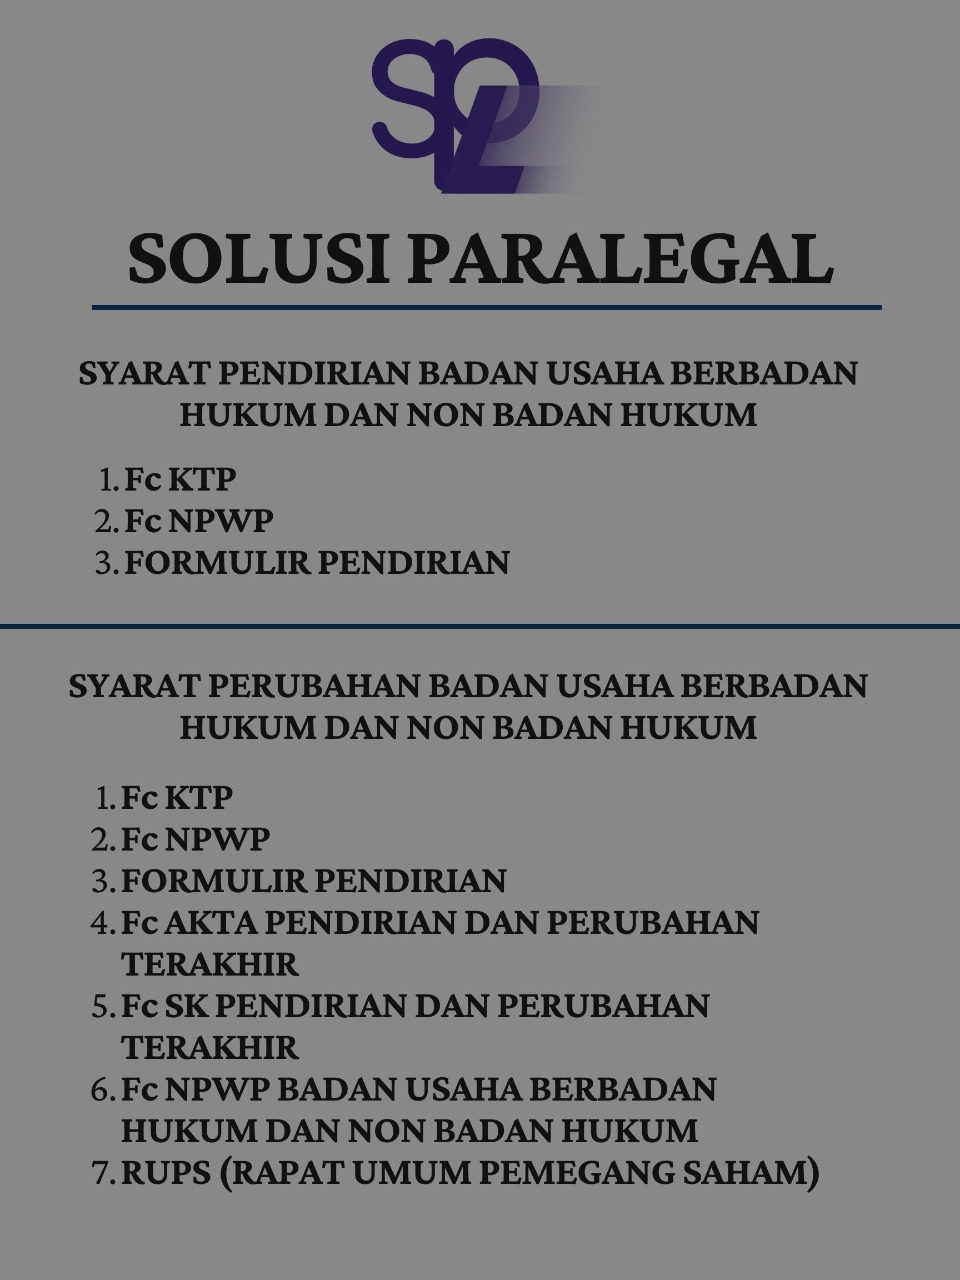 SPL
SOLUSI PARALEGAL
SYARAT PENDIRIAN BADAN USAHA BERBADAN
HUKUM DAN NON BADAN HUKUM
1. Fc KTP
2. Fc NPWP
3. FORMULIR PENDIRIAN
SYARAT PERUBAHAN BADAN USAHA BERBADAN
HUKUM DAN NON BADAN HUKUM
1. Fc KTP
2. Fc NPWP
3. FORMULIR PENDIRIAN
4. Fc AKTA PENDIRIAN DAN PERUBAHAN
TERAKHIR
5. Fc SK PENDIRIAN DAN PERUBAHAN
TERAKHIR
6. Fc NPWP BADAN USAHA BERBADAN
HUKUM DAN NON BADAN HUKUM
7. RUPS (RAPAT UMUM PEMEGANG SAHAM)